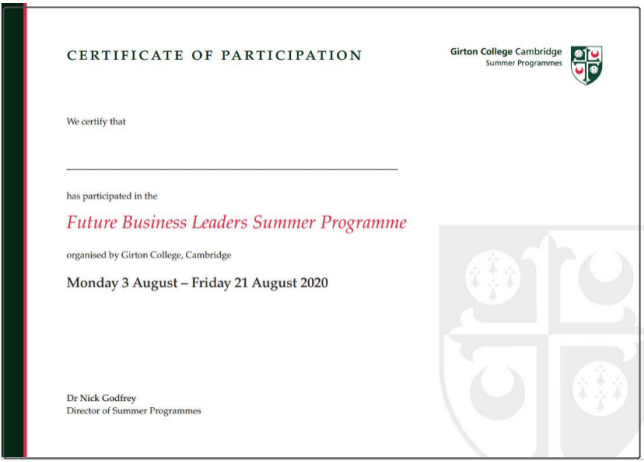 CERTIFICATE OF PARTICIPATION
Girton College Cambridge
Summer Programmes
We certify that
has participated in the
Future Business Leaders Summer Programme
organised by Girton College, Cambridge
Monday 3 August – Friday 21 August 2020
Dr Nick Godfrey
Director of Summer Programmes